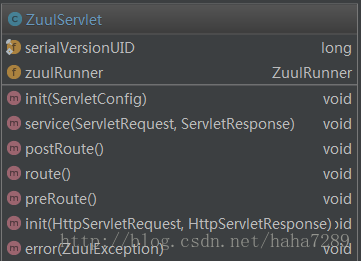 ZuulServlet
serialVersionUID long
zuulRunner ZuulRunner
init(ServletConfig) void
service(ServletRequest, ServletResponse) void
postRoute() void
route() void
preRoute() void
init(HttpServletRequest, HttpServletResponse) void
error(ZuulException) void
http://blog.csdn.net/haha7289